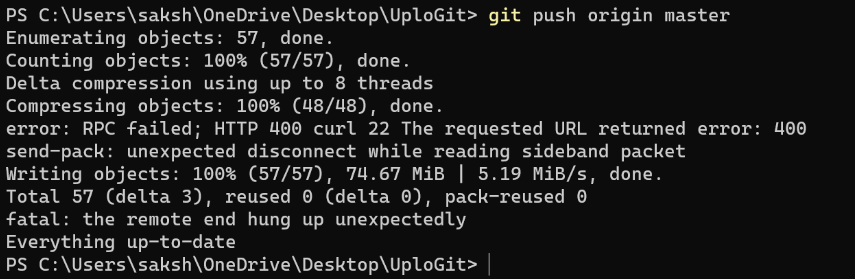 PS C:\Users\saksh\OneDrive\Desktop\UploGit> git push origin master
Enumerating objects: 57, done.
Counting objects: 100% (57/57), done.
Delta compression using up to 8 threads
Compressing objects: 100% (48/48), done.
error: RPC failed; HTTP 400 curl 22 The requested URL returned error: 400
send-pack: unexpected disconnect while reading sideband packet
Writing objects: 100% (57/57), 74.67 MiB | 5.19 MiB/s, done.
Total 57 (delta 3), reused 0 (delta 0), pack-reused 0
fatal: the remote end hung up unexpectedly
Everything up-to-date
PS C:\Users\saksh\OneDrive\Desktop\UploGit>